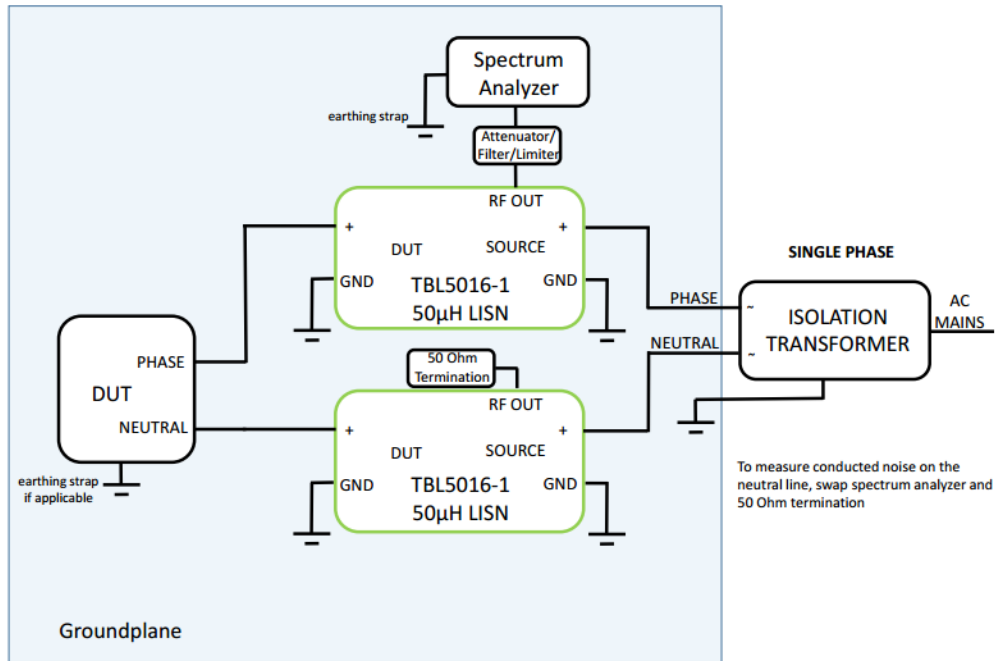 Spectrum
Analyzer
earthing strap
Attenuator/
Filter/Limiter
RF OUT
+
+
DUT
SOURCE
GND
GND
TBL5016-1
50µH LISN
SINGLE PHASE
PHASE
~
NEUTRAL
~
ISOLATION
TRANSFORMER
AC
MAINS
PHASE
DUT
NEUTRAL
earthing strap
if applicable
50 Ohm
Termination
RF OUT
+
+
DUT
SOURCE
GND
GND
TBL5016-1
50µH LISN
To measure conducted noise on the
neutral line, swap spectrum analyzer and
50 Ohm termination
Groundplane